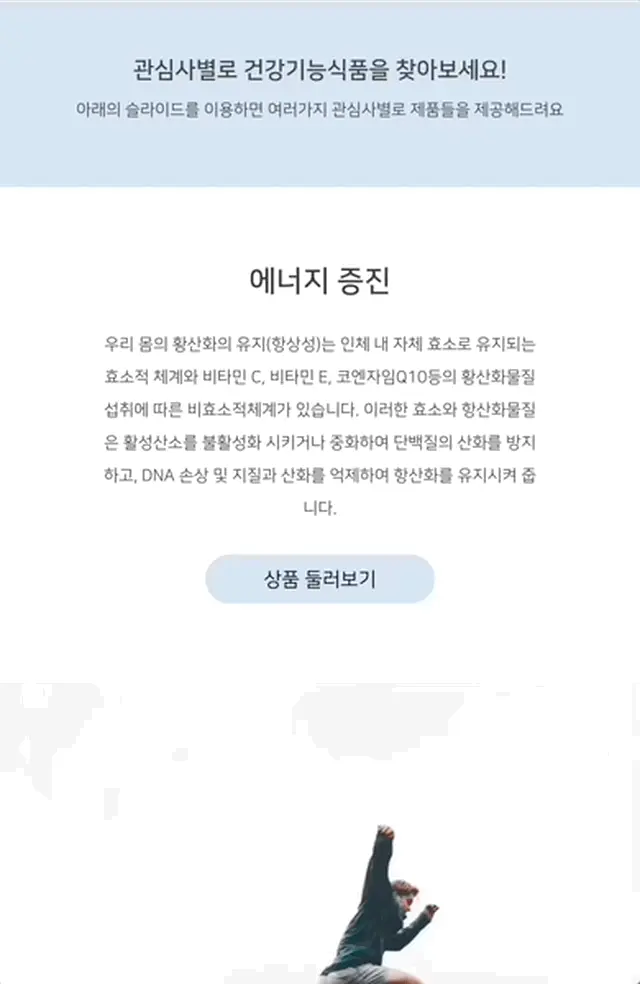 관심사별로 건강기능식품을 찾아보세요!
아래의 슬라이드를 이용하면 여러가지 관심사별로 제품들을 제공해드려요
에너지 증진
우리 몸의 황산화의 유지(항상성)는 인체 내 자체 효소로 유지되는
효소적 체계와 비타민 C, 비타민 E, 코엔자임Q10등의 황산화물질
섭취에 따른 비효소적체계가 있습니다. 이러한 효소와 항산화물질
은 활성산소를 불활성화 시키거나 중화하여 단백질의 산화를 방지
하고, DNA 손상 및 지질과 산화를 억제하여 항산화를 유지시켜 줍
니다.
상품 둘러보기